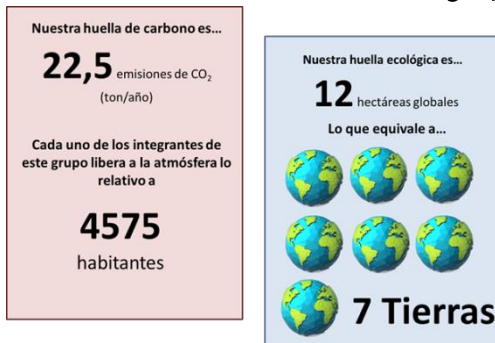 Nuestra huella de carbono es...
22,5 emisiones de CO₂
(ton/año)
Cada uno de los integrantes de
este grupo libera a la atmósfera lo
relativo a
4575
habitantes
Nuestra huella ecológica es...
12 hectáreas globales
Lo que equivale a...
7 Tierras